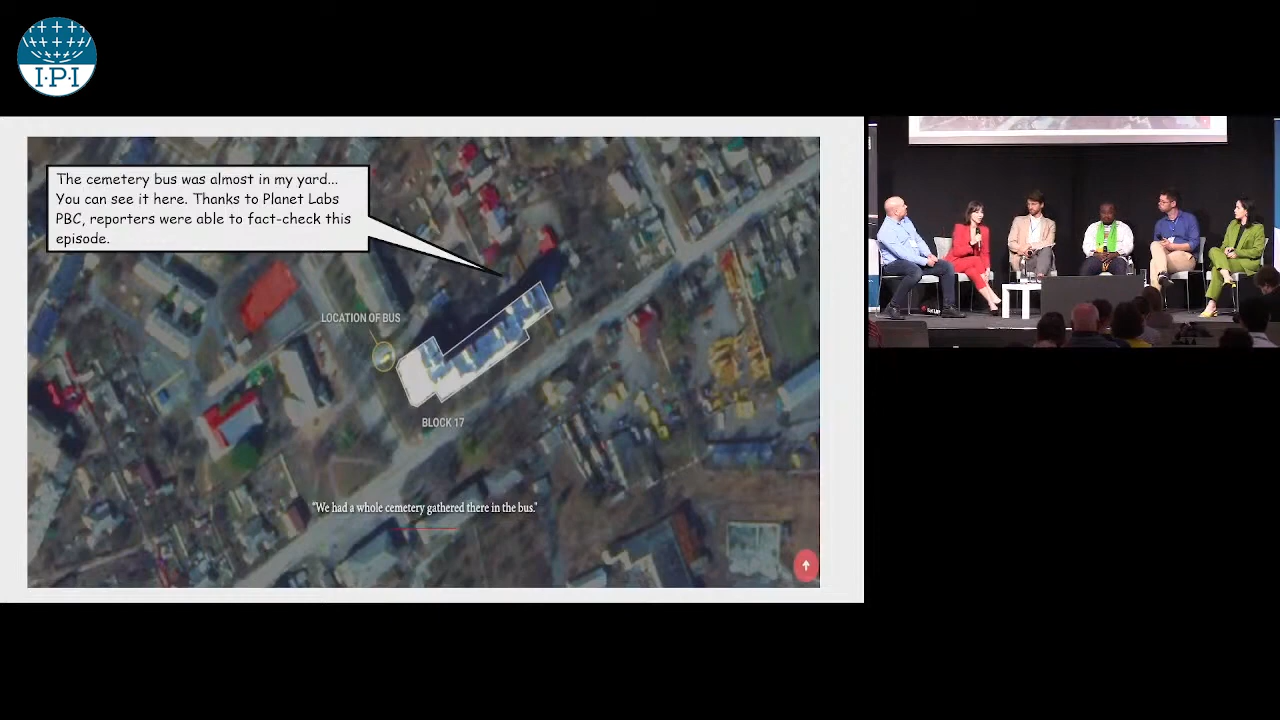 I·P·I
The cemetery bus was almost in my yard...
You can see it here. Thanks to Planet Labs
PBC, reporters were able to fact-check this
episode.
LOCATION OF BUS
BLOCK 17
"We had a whole cemetery gathered there in the bus."